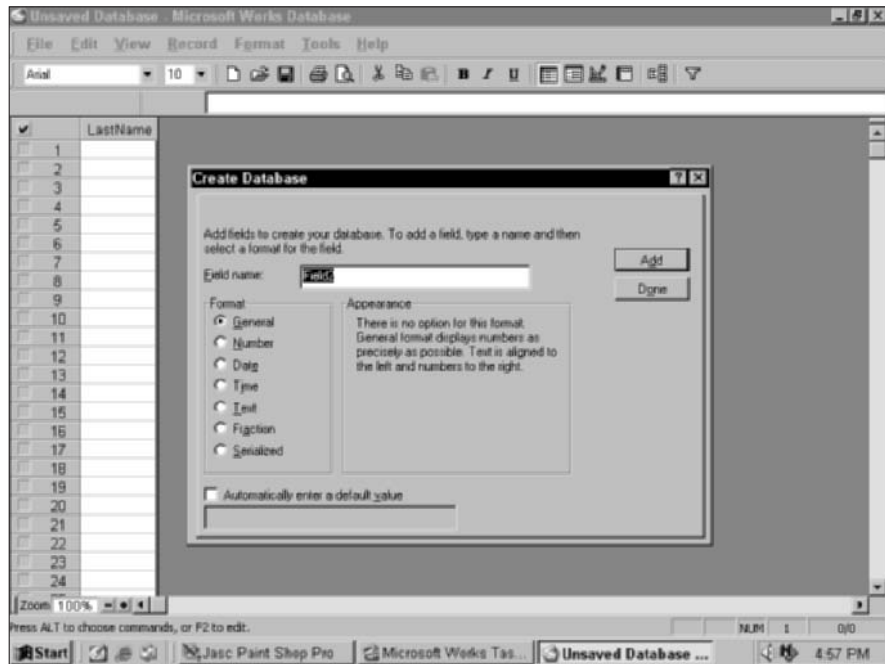 Unsaved Database - Microsoft Works Database
File Edit View Record Format Tools Help
Arial 10 B I U
LastName
1
2
3
4
5
6
7
8
9
10
11
12
13
14
15
16
17
18
19
20
21
22
23
24
Create Database
Add fields to create your database. To add a field, type a name and then
select a format for the field.
Field name: Field2
Add
Done
Format
General
Number
Date
Time
Text
Fraction
Serialized
Appearance
There is no option for this format.
General format displays numbers as
precisely as possible. Text is aligned to
the left and numbers to the right.
Automatically enter a default value
Zoom 100%
Press ALT to choose commands, or F2 to edit.
NUM 1 0/0
Start Jasc Paint Shop Pro Microsoft Works Tas... Unsaved Database ... 4:57 PM